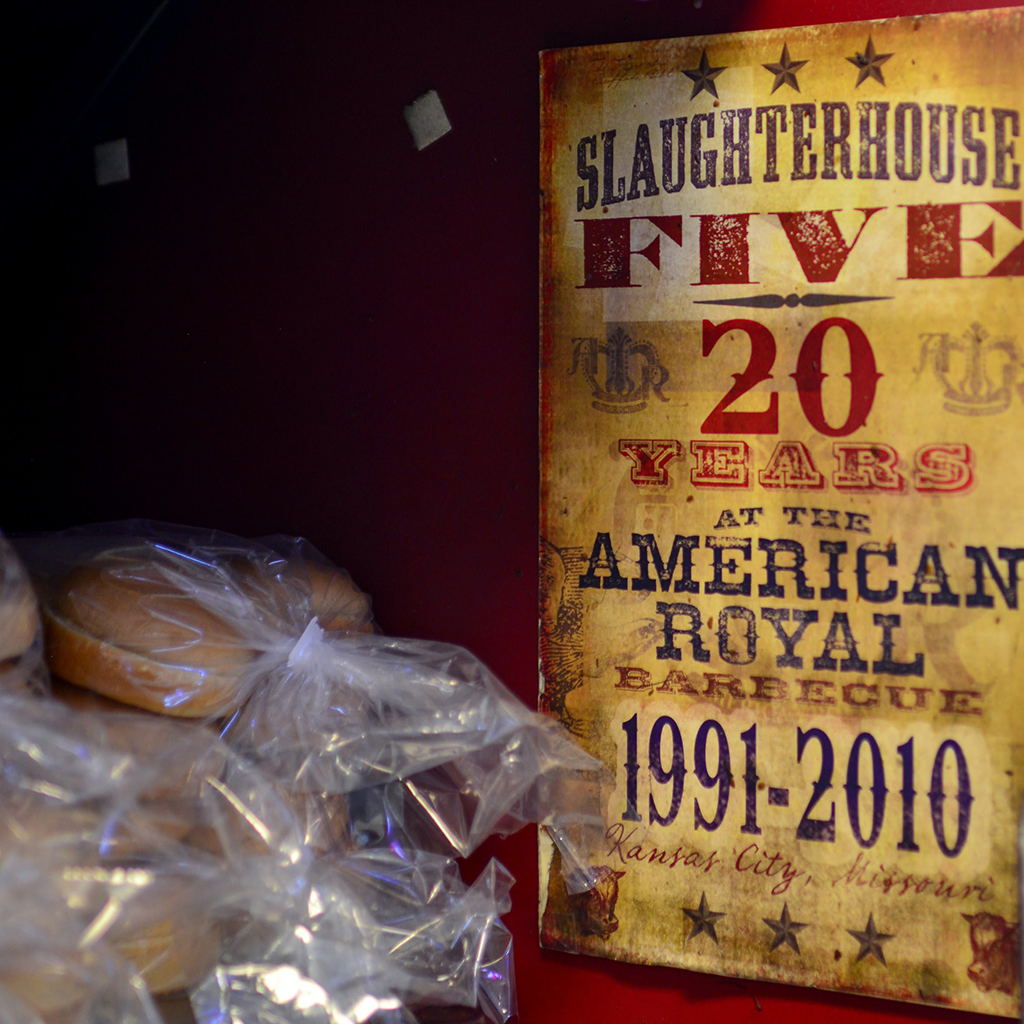 SLAUGHTERHOUSE
FIVE
20
YEARS
AT THE
AMERICAN
ROYAL
BARBECUE
1991-2010
Kansas City, Missouri